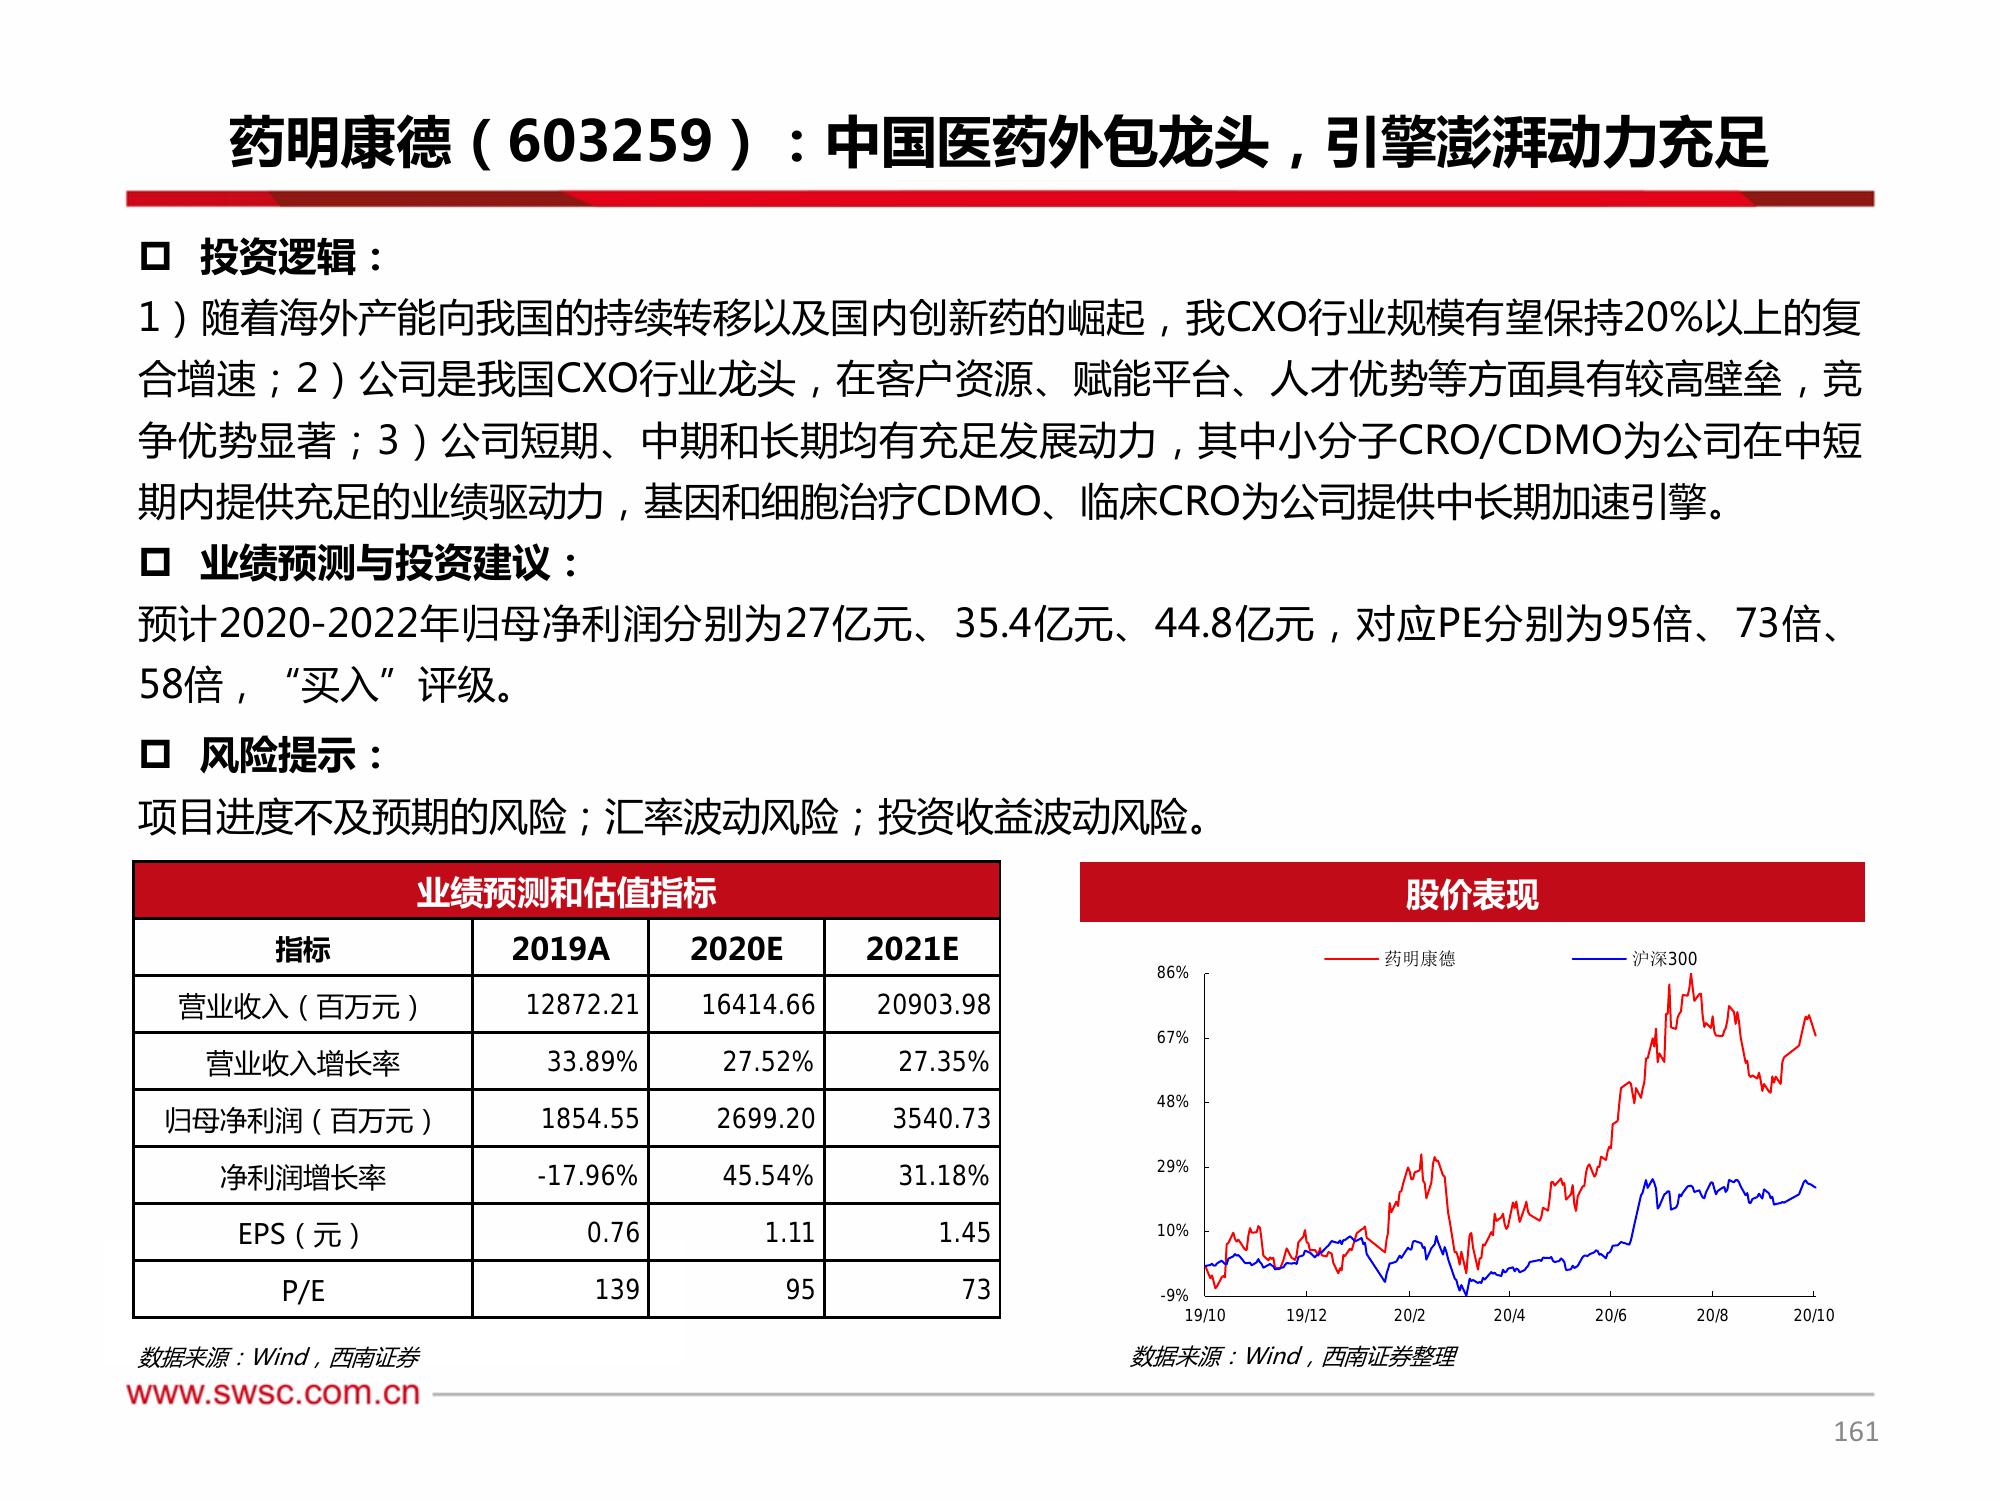 药明康德（603259）：中国医药外包龙头，引擎澎湃动力充足
投资逻辑：
1）随着海外产能向我国的持续转移以及国内创新药的崛起，我CXO行业规模有望保持20%以上的复
合增速；2）公司是我国CXO行业龙头，在客户资源、赋能平台、人才优势等方面具有较高壁垒，竞
争优势显著；3）公司短期、中期和长期均有充足发展动力，其中小分子CRO/CDMO为公司在中短
期内提供充足的业绩驱动力，基因和细胞治疗CDMO、临床CRO为公司提供中长期加速引擎。
业绩预测与投资建议：
预计2020-2022年归母净利润分别为27亿元、35.4亿元、44.8亿元，对应PE分别为95倍、73倍、
58倍，“买入”评级。
风险提示：
项目进度不及预期的风险；汇率波动风险；投资收益波动风险。
业绩预测和估值指标
指标 2019A 2020E 2021E
营业收入（百万元） 12872.21 16414.66 20903.98
营业收入增长率 33.89% 27.52% 27.35%
归母净利润（百万元） 1854.55 2699.20 3540.73
净利润增长率 -17.96% 45.54% 31.18%
EPS（元） 0.76 1.11 1.45
P/E 139 95 73
数据来源：Wind，西南证券
股价表现
药明康德 沪深300
86%
67%
48%
29%
10%
-9%
19/10 19/12 20/2 20/4 20/6 20/8 20/10
数据来源：Wind，西南证券整理
www.swsc.com.cn
161